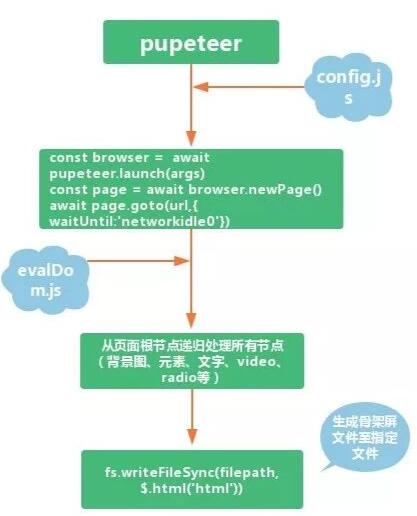 pupeteer
config.j
s
const browser = await
pupeteer.launch(args)
const page = await browser.newPage()
await page.goto(url,{
waitUntil:'networkidle0'})
evalDo
m.js
从页面根节点递归处理所有节点
（背景图、元素、文字、video、
radio等）
生成骨架屏
文件至指定
文件
fs.writeFileSync(filepath,
$.html('html'))